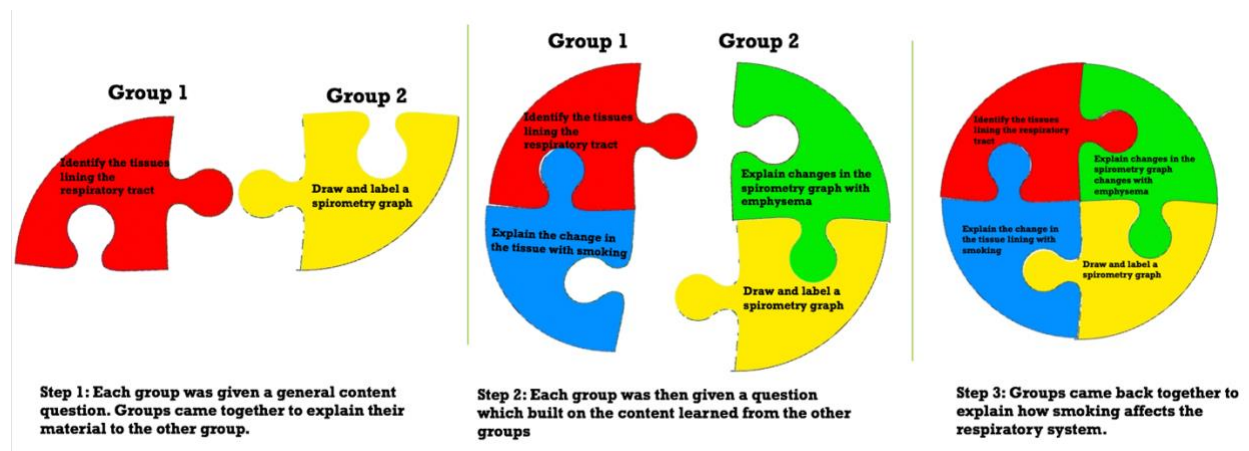 Group 1
Group 2
Identify the tissues
lining the
respiratory tract
Draw and label a
spirometry graph
Step 1: Each group was given a general content
question. Groups came together to explain their
material to the other group.
Group 1
Group 2
Identify the tissues
lining the
respiratory tract
Explain changes in the
spirometry graph with
emphysema
Explain the change in
the tissue with smoking
Draw and label a
spirometry graph
Step 2: Each group was then given a question
which built on the content learned from the other
groups
Identify the tissues
lining the respiratory
tract
Explain changes in the
spirometry graph
changes with
emphysema
Explain the change in
the tissue lining with
smoking
Draw and label a
spirometry graph
Step 3: Groups came back together to
explain how smoking affects the
respiratory system.